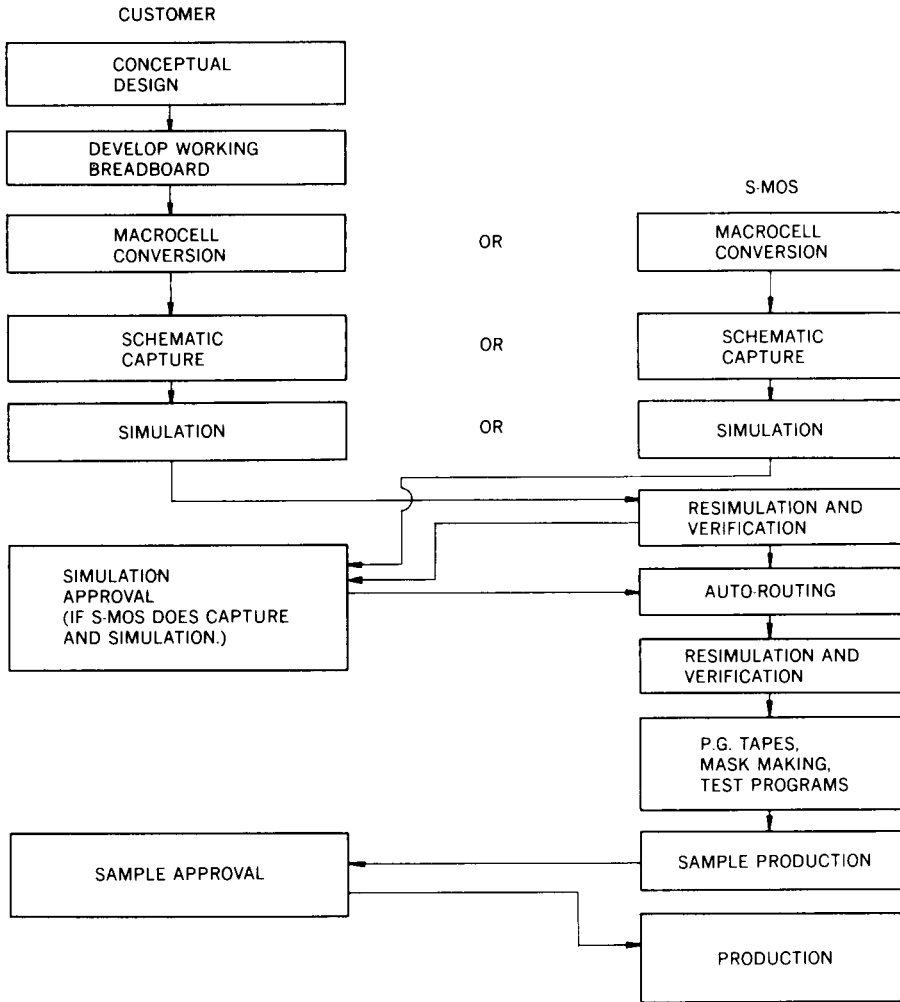 CUSTOMER
CONCEPTUAL
DESIGN
DEVELOP WORKING
BREADBOARD
S-MOS
MACROCELL
CONVERSION
OR
MACROCELL
CONVERSION
SCHEMATIC
CAPTURE
OR
SCHEMATIC
CAPTURE
SIMULATION
OR
SIMULATION
RESIMULATION AND
VERIFICATION
SIMULATION
APPROVAL
(IF S-MOS DOES CAPTURE
AND SIMULATION.)
AUTO-ROUTING
RESIMULATION AND
VERIFICATION
P.G. TAPES,
MASK MAKING,
TEST PROGRAMS
SAMPLE APPROVAL
SAMPLE PRODUCTION
PRODUCTION